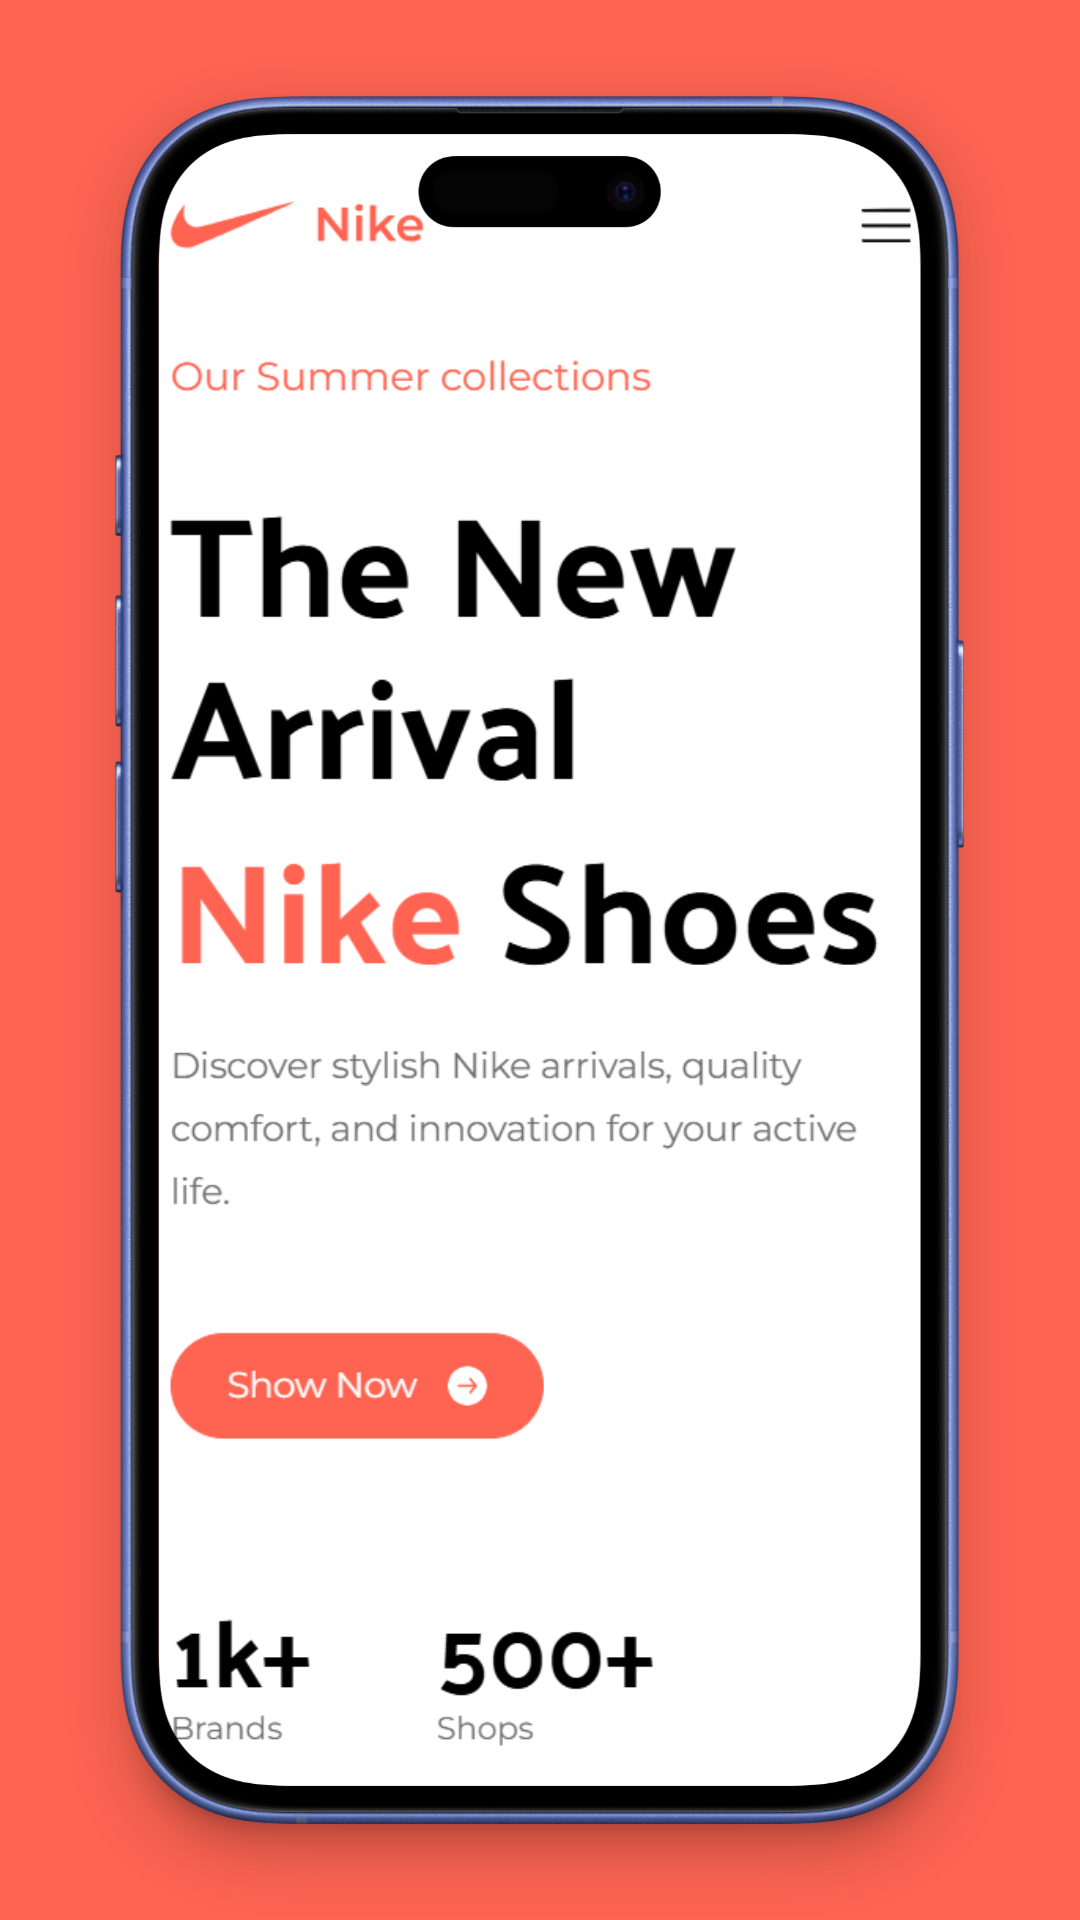 Nike
Our Summer collections
The New
Arrival
Nike Shoes
Discover stylish Nike arrivals, quality
comfort, and innovation for your active
life.
Show Now
1k+ 500+
Brands Shops